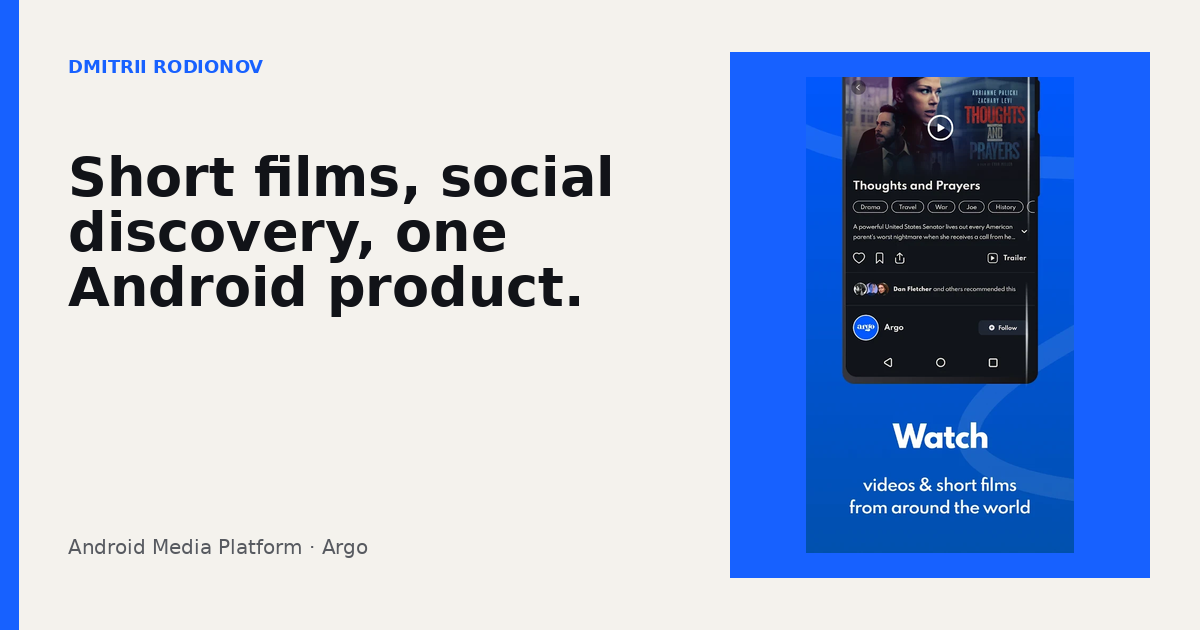 DMITRII RODIONOV
Short films, social
discovery, one
Android product.
Android Media Platform · Argo
ADRIANNE PALICKI
ZACHARY LEVI
THOUGHTS
AND
PRAYERS
Thoughts and Prayers
Drama Travel War Joe History
A powerful United States Senator lives out every American
parent's worst nightmare when she receives a call from he...
Trailer
Dan Fletcher and others recommended this
argo Argo Follow
Watch
videos & short films
from around the world